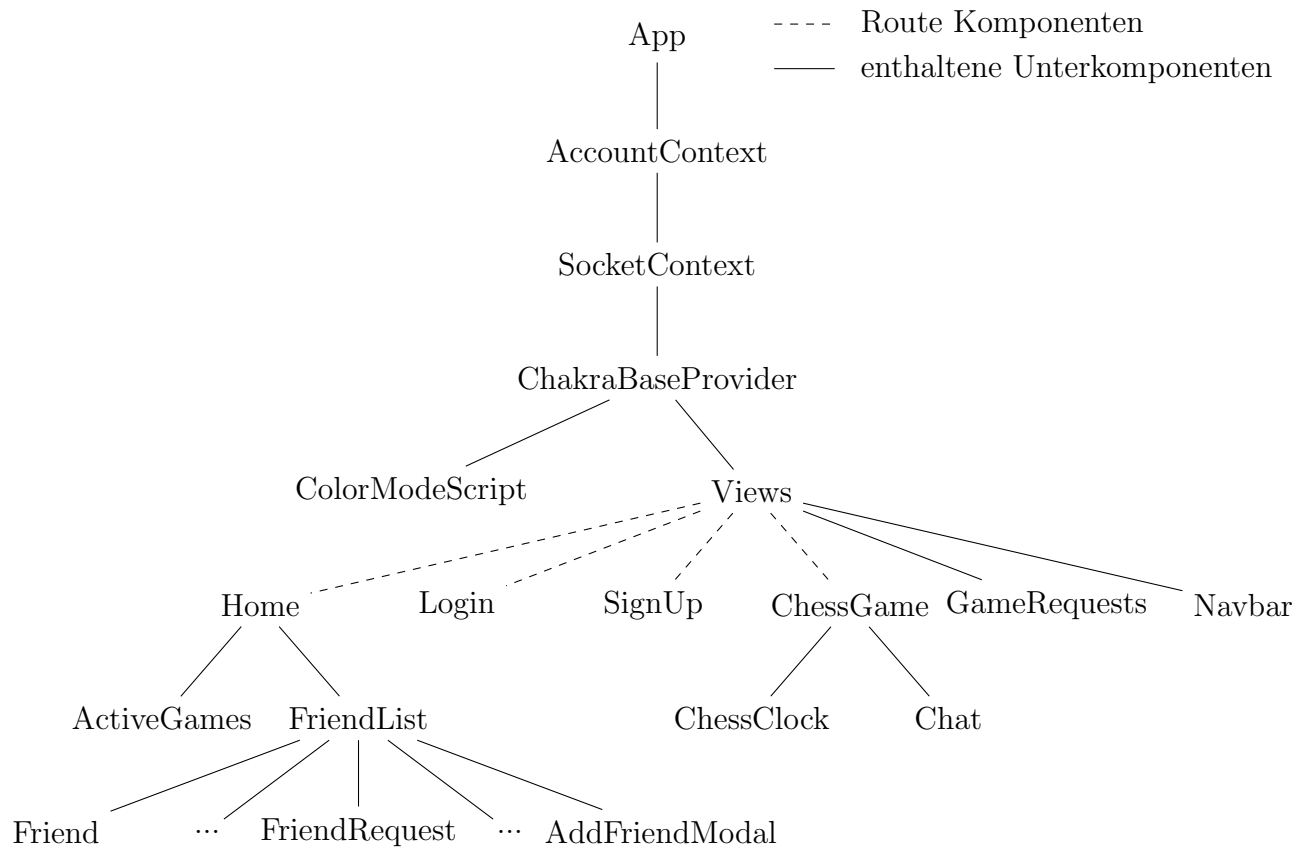 App
Route Komponenten
enthaltene Unterkomponenten
AccountContext
SocketContext
ChakraBaseProvider
ColorModeScript
Views
Home
Login
SignUp
ChessGame
GameRequests
Navbar
ActiveGames
FriendList
ChessClock
Chat
Friend
...
FriendRequest
...
AddFriendModal